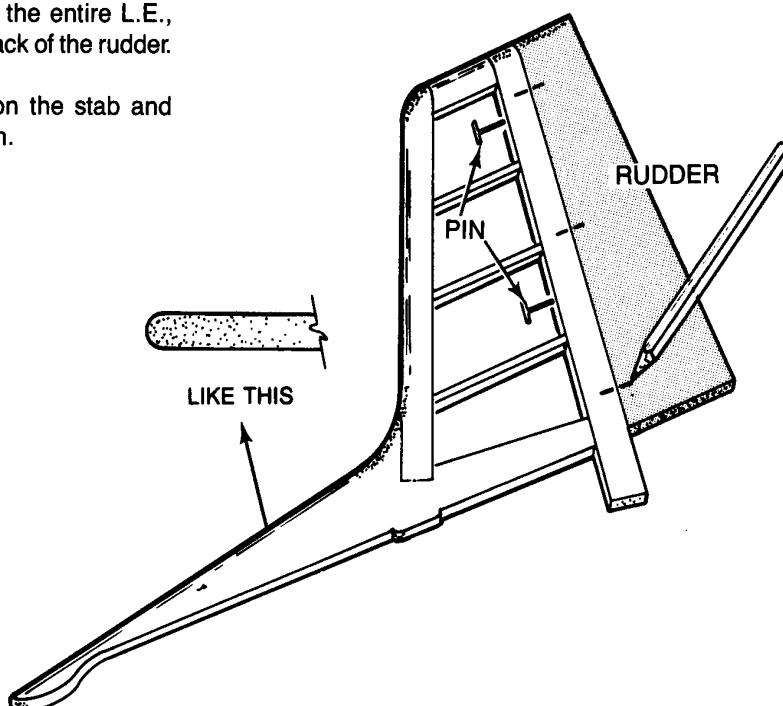 the entire L.E.,
ack of the rudder.
on the stab and
RUDDER
PIN
LIKE THIS